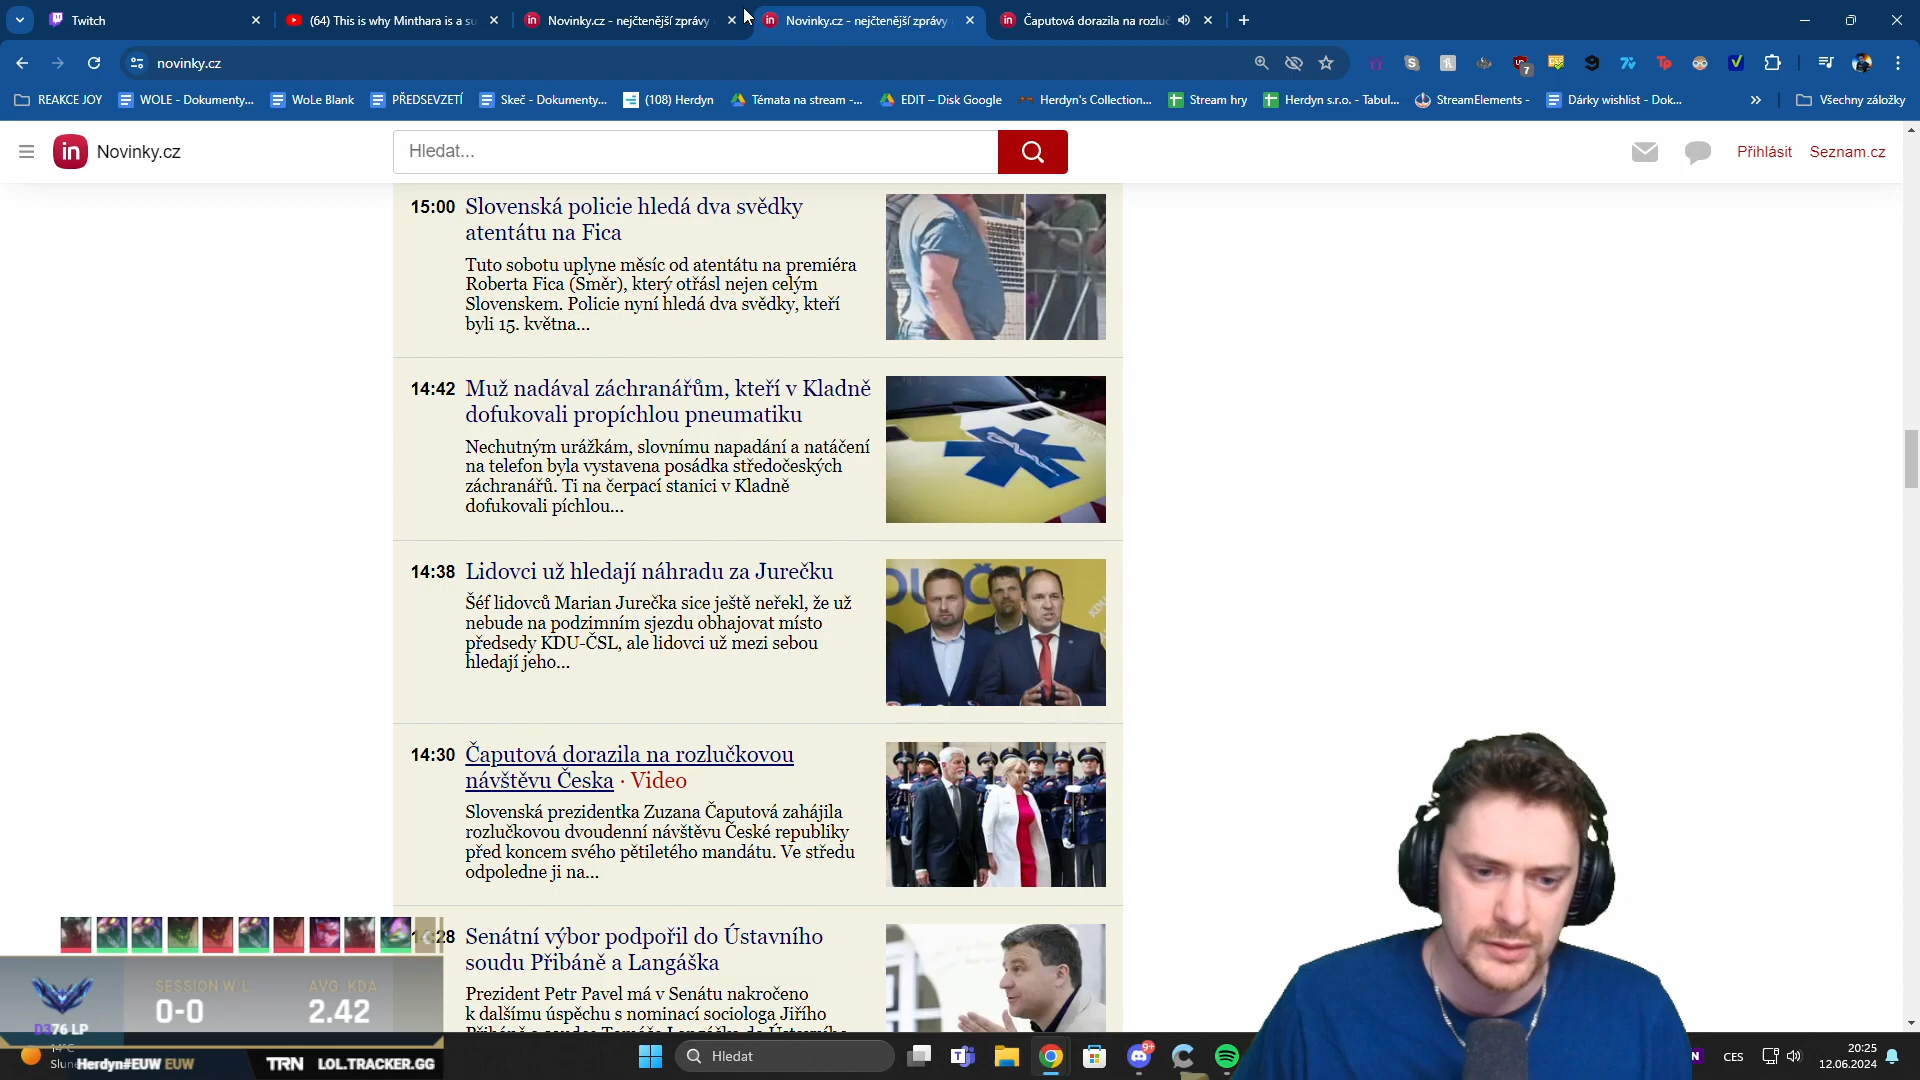 Twitch
(64) This is why Minthara is a su
Novinky.cz - nejčtenější zprávy
Novinky.cz - nejčtenější zprávy
Čaputová dorazila na rozluč
novinky.cz
REAKCE JOY
WOLE - Dokumenty...
WoLe Blank
PŘEDSEVZETÍ
Skeč - Dokumenty...
(108) Herdyn
Témata na stream -...
EDIT – Disk Google
Herdyn's Collection...
Stream hry
Herdyn s.r.o. - Tabul...
StreamElements -
Dárky wishlist - Dok...
Všechny záložky
in Novinky.cz
Hledat...
Přihlásit
Seznam.cz
15:00 Slovenská policie hledá dva svědky
atentátu na Fica
Tuto sobotu uplyne měsíc od atentátu na premiéra
Roberta Fica (Směr), který otřásl nejen celým
Slovenskem. Policie nyní hledá dva svědky, kteří
byli 15. května...
14:42 Muž nadával záchranářům, kteří v Kladně
dofukovali propíchlou pneumatiku
Nechutným urážkám, slovnímu napadání a natáčení
na telefon byla vystavena posádka středočeských
záchranářů. Ti na čerpací stanici v Kladně
dofukovali píchlou...
14:38 Lidovci už hledají náhradu za Jurečku
Šéf lidovců Marian Jurečka sice ještě neřekl, že už
nebude na podzimním sjezdu obhajovat místo
předsedy KDU-ČSL, ale lidovci už mezi sebou
hledají jeho...
14:30 Čaputová dorazila na rozlučkovou
návštěvu Česka · Video
Slovenská prezidentka Zuzana Čaputová zahájila
rozlučkovou dvoudenní návštěvu České republiky
před koncem svého pětiletého mandátu. Ve středu
odpoledne ji na...
:28 Senátní výbor podpořil do Ústavního
soudu Přibáně a Langáška
Prezident Petr Pavel má v Senátu nakročeno
k dalšímu úspěchu s nominací sociologa Jiřího
SESSION W/L
0-0
AVG. KDA
2.42
D3 76 LP
14°C
Herdyn#EUW EUW
TRN LOL.TRACKER.GG
Hledat
9+
CES
20:25
12.06.2024